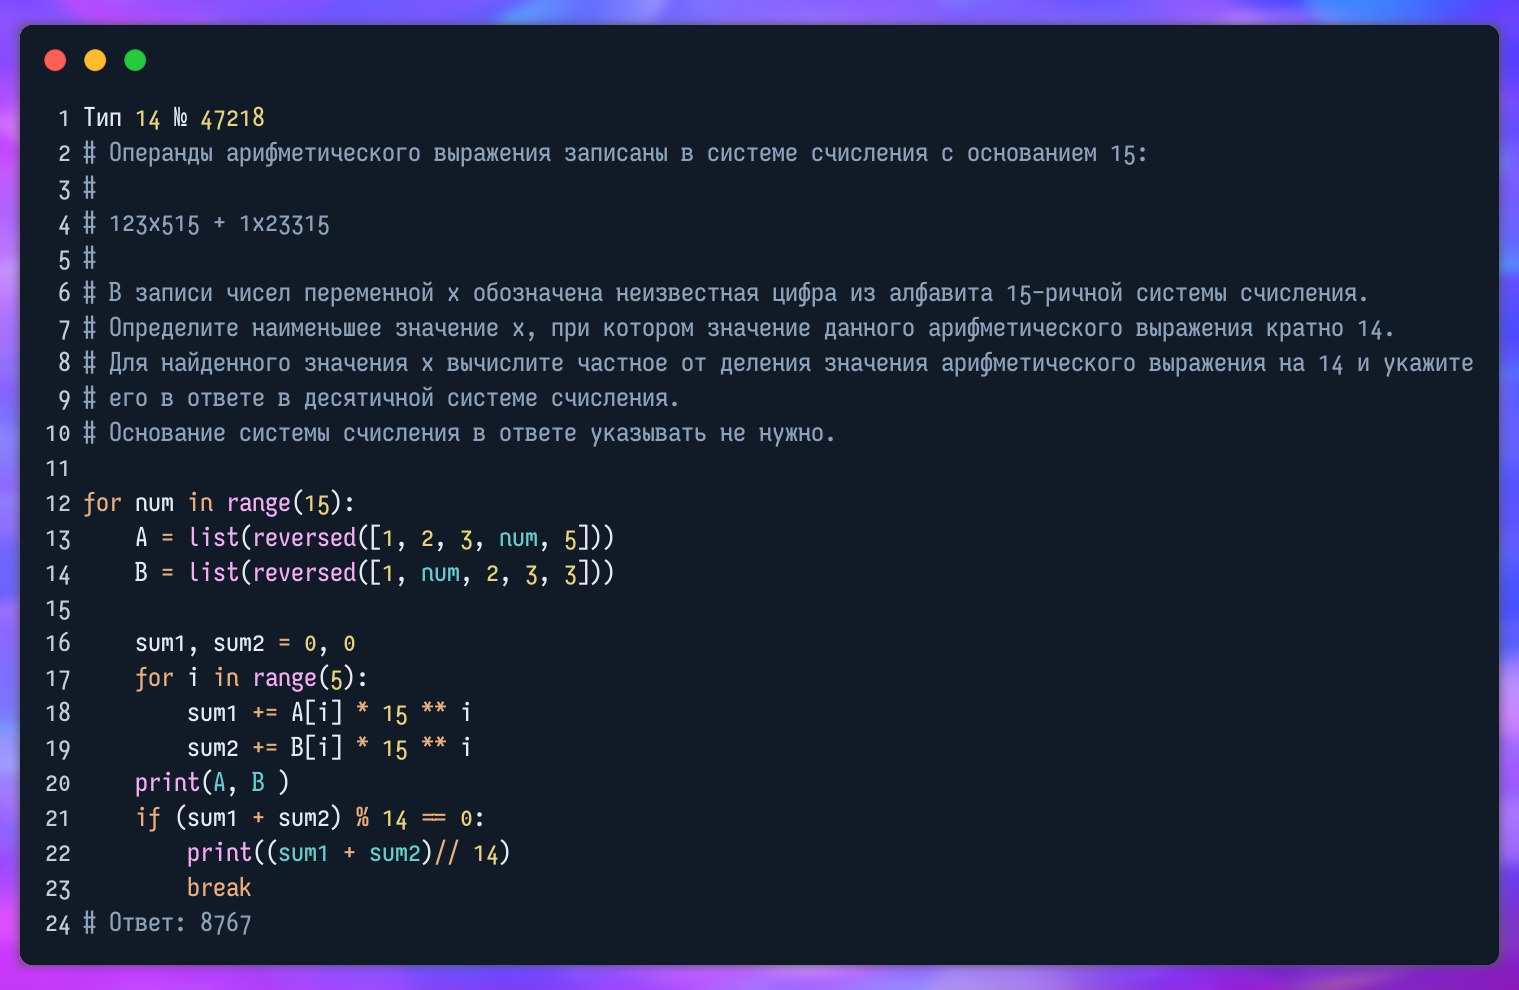 1 Тип 14 № 47218
2 # Операнды арифметического выражения записаны в системе счисления с основанием 15:
3 #
4 # 123x515 + 1x23315
5 #
6 # В записи чисел переменной x обозначена неизвестная цифра из алфавита 15-ричной системы счисления.
7 # Определите наименьшее значение x, при котором значение данного арифметического выражения кратно 14.
8 # Для найденного значения x вычислите частное от деления значения арифметического выражения на 14 и укажите
9 # его в ответе в десятичной системе счисления.
10 # Основание системы счисления в ответе указывать не нужно.
11
12 for num in range(15):
13     A = list(reversed([1, 2, 3, num, 5]))
14     B = list(reversed([1, num, 2, 3, 3]))
15
16     sum1, sum2 = 0, 0
17     for i in range(5):
18         sum1 += A[i] * 15 ** i
19         sum2 += B[i] * 15 ** i
20     print(A, B )
21     if (sum1 + sum2) % 14 == 0:
22         print((sum1 + sum2)// 14)
23         break
24 # Ответ: 8767